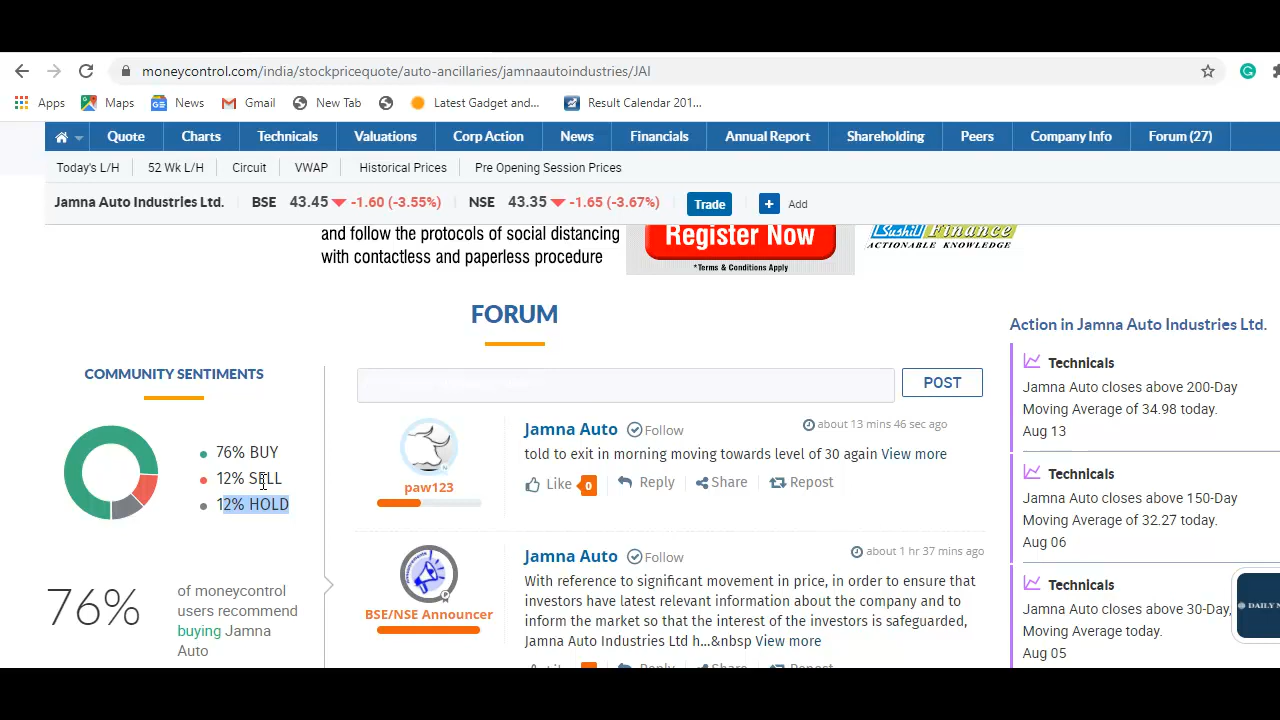 moneycontrol.com/india/stockpricequote/auto-ancillaries/jamnaautoindustries/JAI
Apps Maps News Gmail New Tab Latest Gadget and... Result Calendar 201...
Quote Charts Technicals Valuations Corp Action News Financials Annual Report Shareholding Peers Company Info Forum (27)
Today's L/H 52 Wk L/H Circuit VWAP Historical Prices Pre Opening Session Prices
Jamna Auto Industries Ltd. BSE 43.45 -1.60 (-3.55%) NSE 43.35 -1.65 (-3.67%) Trade + Add
and follow the protocols of social distancing
with contactless and paperless procedure
Register Now
*Terms & Conditions Apply
Sushil Finance
ACTIONABLE KNOWLEDGE
FORUM
COMMUNITY SENTIMENTS
76% BUY
12% SELL
12% HOLD
76%
of moneycontrol
users recommend
buying Jamna
Auto
POST
Jamna Auto Follow about 13 mins 46 sec ago
told to exit in morning moving towards level of 30 again View more
paw123
Like 0 Reply Share Repost
Jamna Auto Follow about 1 hr 37 mins ago
With reference to significant movement in price, in order to ensure that
investors have latest relevant information about the company and to
inform the market so that the interest of the investors is safeguarded,
Jamna Auto Industries Ltd h...&nbsp View more
BSE/NSE Announcer
Like Reply Share Repost
Action in Jamna Auto Industries Ltd.
Technicals
Jamna Auto closes above 200-Day
Moving Average of 34.98 today.
Aug 13
Technicals
Jamna Auto closes above 150-Day
Moving Average of 32.27 today.
Aug 06
Technicals
Jamna Auto closes above 30-Day,
Moving Average today.
Aug 05
DAILY